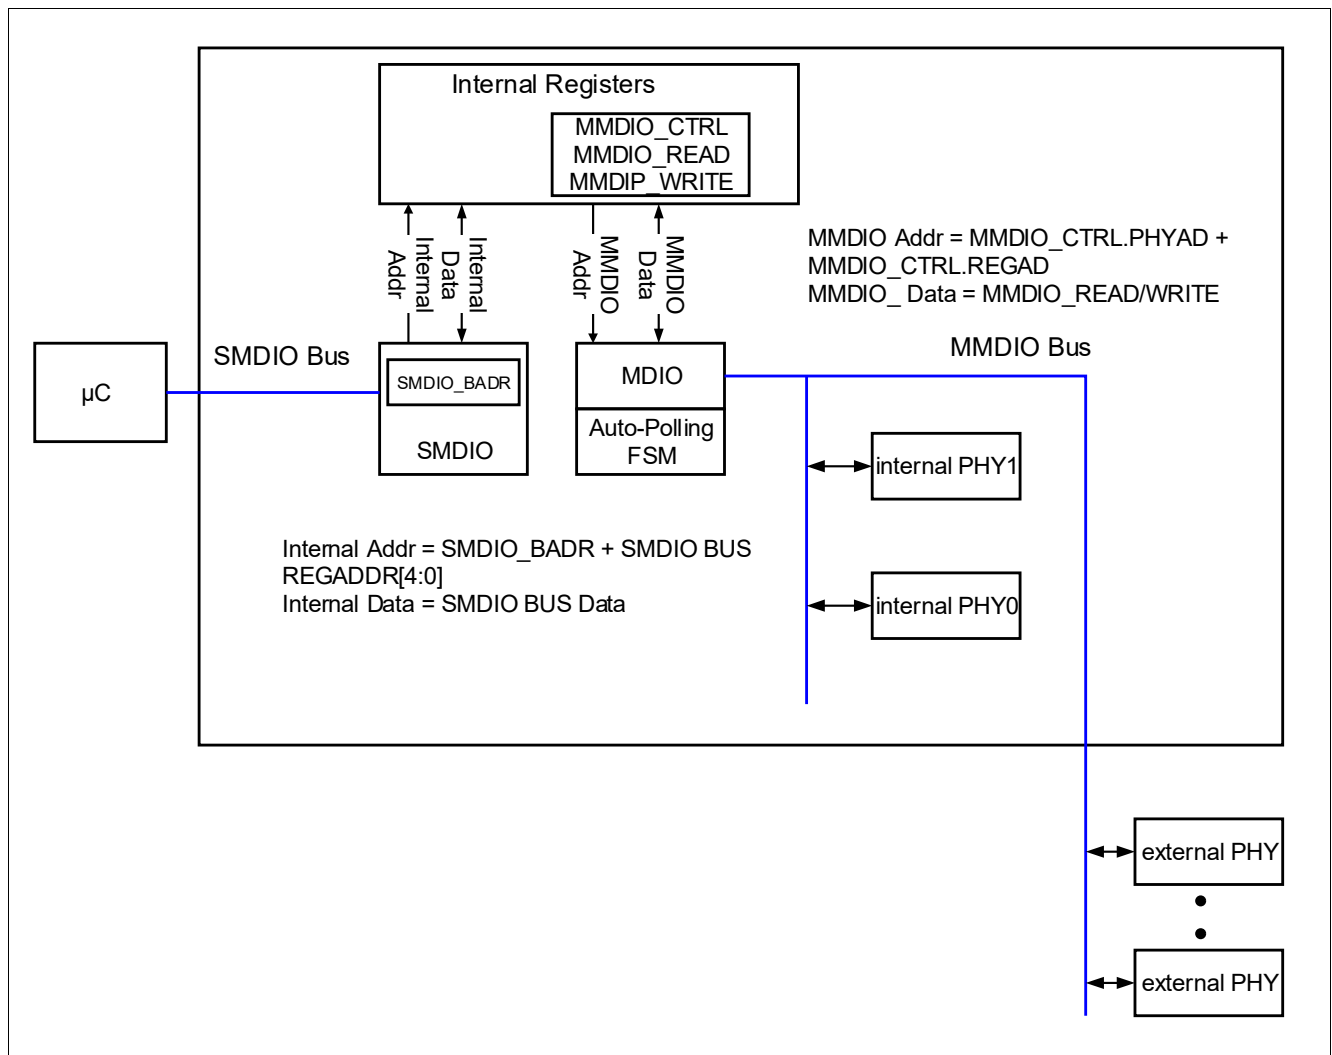 Internal Registers
MMDIO_CTRL
MMDIO_READ
MMDIP_WRITE
Internal
Addr
Internal
Data
MMDIO
Addr
MMDIO
Data
MMDIO Addr = MMDIO_CTRL.PHYAD +
MMDIO_CTRL.REGAD
MMDIO_ Data = MMDIO_READ/WRITE
µC
SMDIO Bus
SMDIO_BADR
SMDIO
MDIO
Auto-Polling
FSM
MMDIO Bus
internal PHY1
Internal Addr = SMDIO_BADR + SMDIO BUS
REGADDR[4:0]
Internal Data = SMDIO BUS Data
internal PHY0
external PHY
external PHY